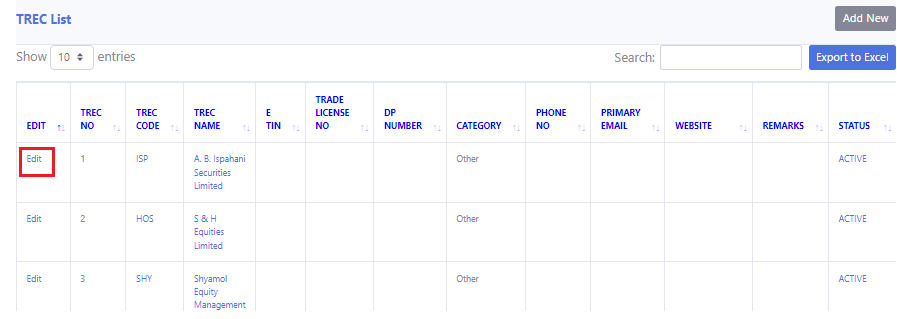 TREC List
Add New
Show 10 entries
Search:
Export to Excel
EDIT
TREC NO
TREC CODE
TREC NAME
E TIN
TRADE LICENSE NO
DP NUMBER
CATEGORY
PHONE NO
PRIMARY EMAIL
WEBSITE
REMARKS
STATUS
Edit 1 ISP A. B. Ispahani Other ACTIVE
Securities
Limited
Edit 2 HOS S & H Other ACTIVE
Equities
Limited
Edit 3 SHY Shyamol Other ACTIVE
Equity
Management